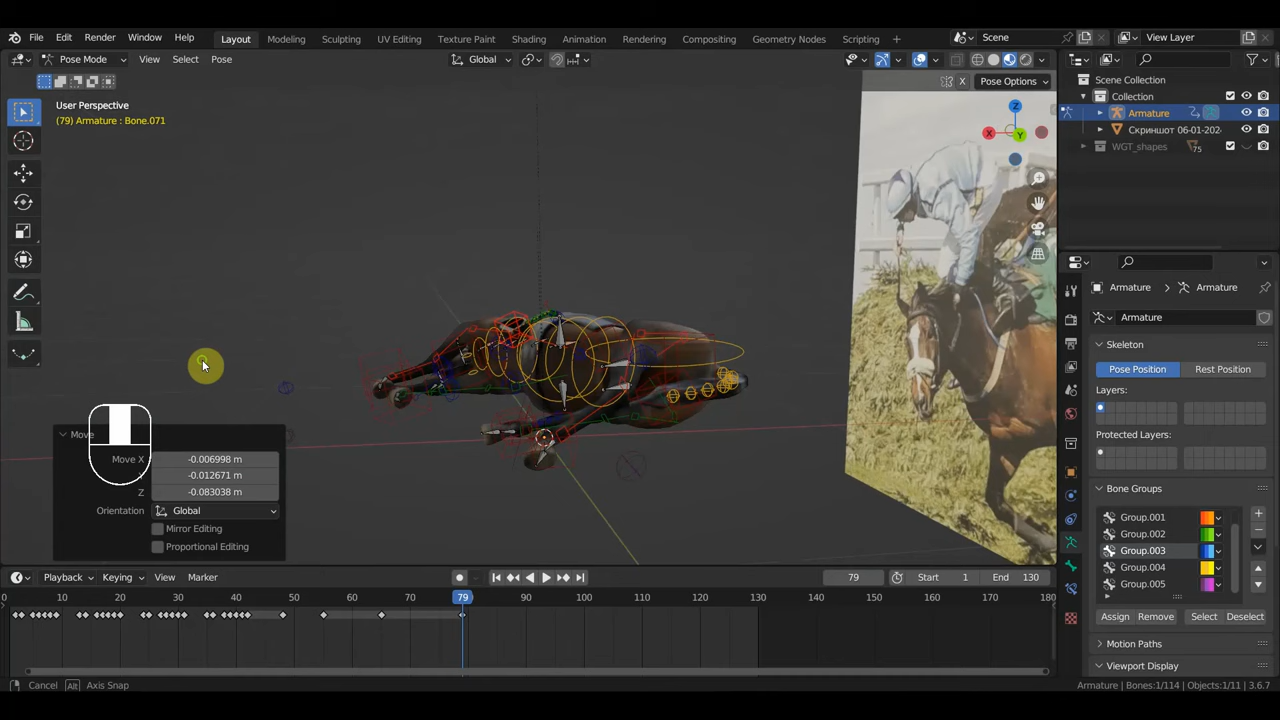 File Edit Render Window Help Layout Modeling Sculpting UV Editing Texture Paint Shading Animation Rendering Compositing Geometry Nodes Scripting + Scene View Layer
Pose Mode View Select Pose Global
Pose Options
User Perspective
(79) Armature : Bone.071
X Y Z
Scene Collection
Collection
Armature
Скриншот 06-01-202
WGT_shapes 75
Armature > Armature
Armature
Skeleton
Pose Position Rest Position
Layers:
Protected Layers:
Bone Groups
Group.001
Group.002
Group.003
Group.004
Group.005
Assign Remove Select Deselect
Motion Paths
Viewport Display
Move
Move X -0.006998 m
-0.012671 m
Z -0.083038 m
Orientation Global
Mirror Editing
Proportional Editing
Playback Keying View Marker 79 Start 1 End 130
0 10 20 30 40 50 60 70 79 90 100 110 120 130 140 150 160 170 180
Cancel Alt Axis Snap
Armature | Bones:1/114 | Objects:1/11 | 3.6.7